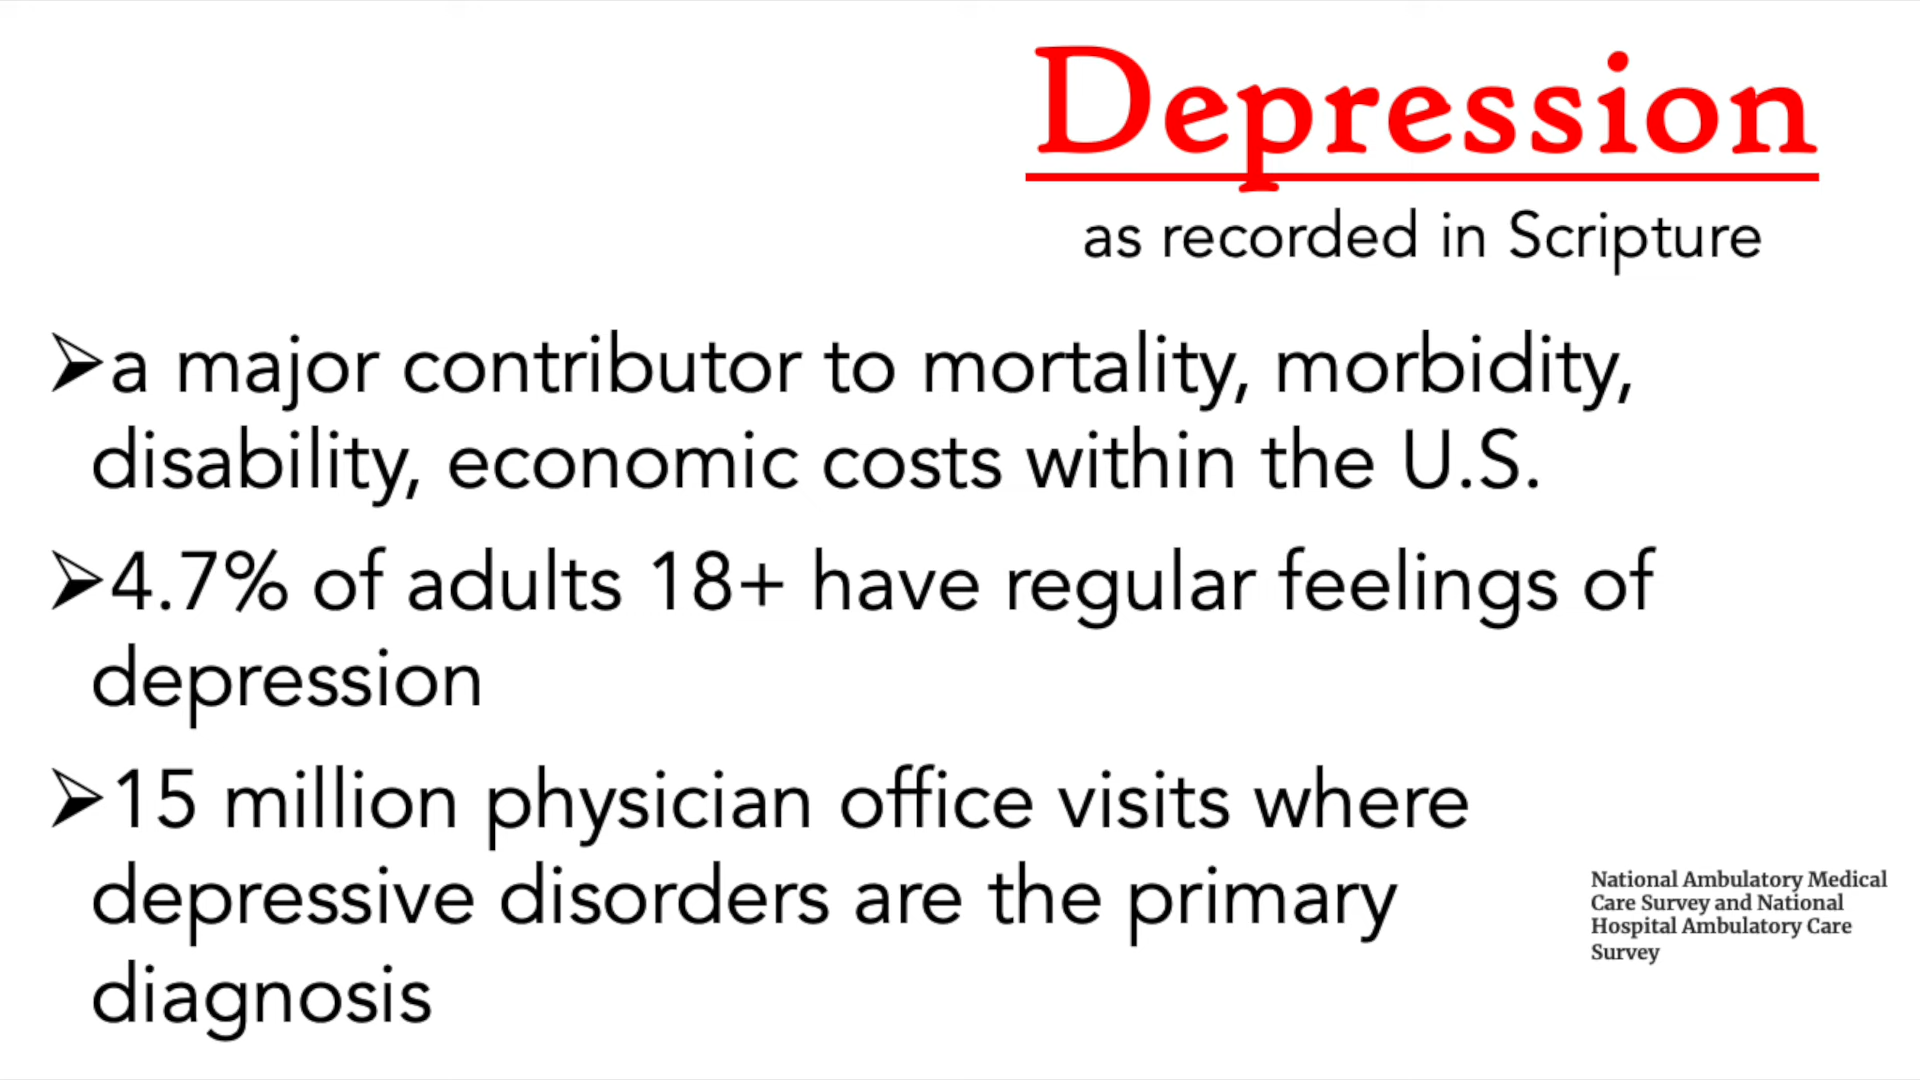 Depression
as recorded in Scripture
➢a major contributor to mortality, morbidity,
disability, economic costs within the U.S.
➢4.7% of adults 18+ have regular feelings of
depression
➢15 million physician office visits where
depressive disorders are the primary
diagnosis
National Ambulatory Medical
Care Survey and National
Hospital Ambulatory Care
Survey